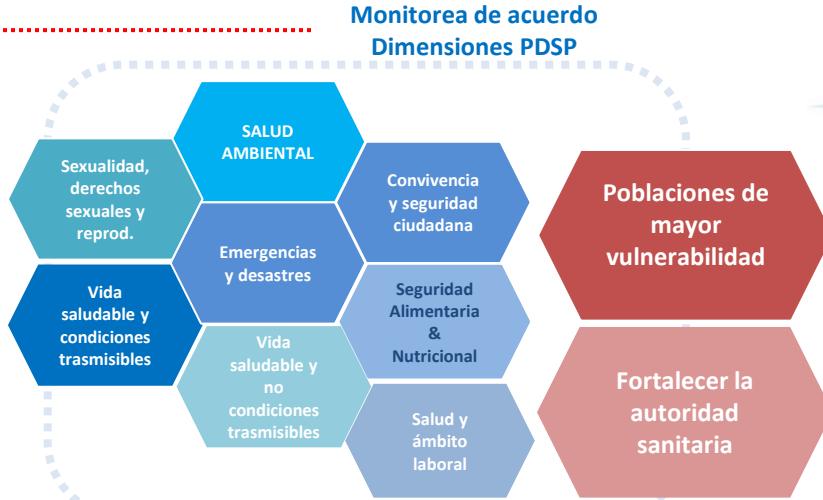 Monitorea de acuerdo
Dimensiones PDSP
SALUD
AMBIENTAL
Sexualidad,
derechos
sexuales y
reprod.
Convivencia
y seguridad
ciudadana
Poblaciones de
mayor
vulnerabilidad
Emergencias
y desastres
Vida
saludable y
condiciones
trasmisibles
Seguridad
Alimentaria
&
Nutricional
Vida
saludable y
no
condiciones
trasmisibles
Fortalecer la
autoridad
sanitaria
Salud y
ámbito
laboral